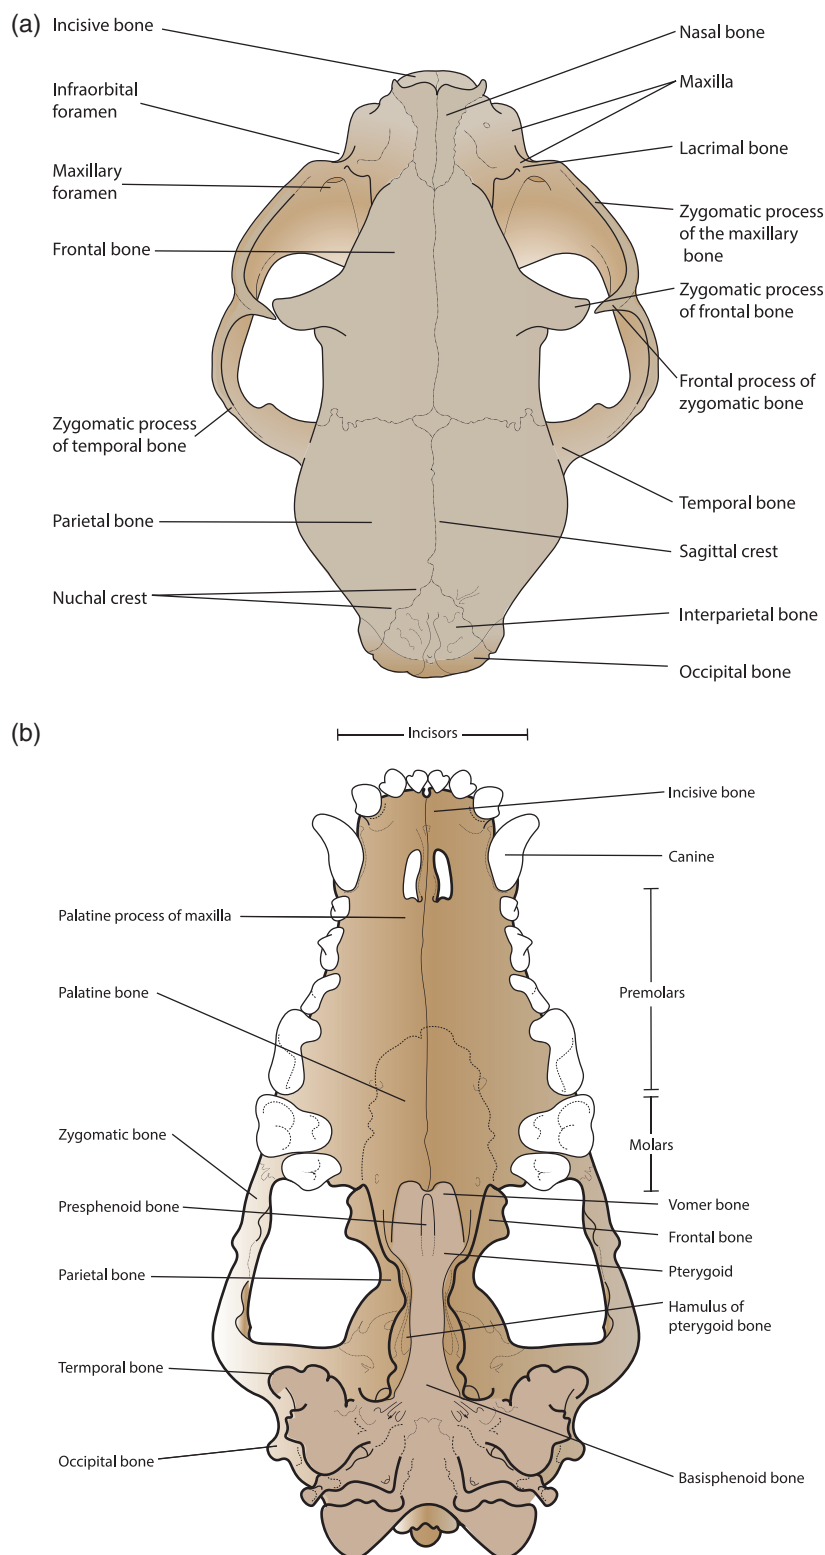 (a)
Incisive bone
Infraorbital
foramen
Maxillary
foramen
Frontal bone
Zygomatic process
of temporal bone
Parietal bone
Nuchal crest
Nasal bone
Maxilla
Lacrimal bone
Zygomatic process
of the maxillary
bone
Zygomatic process
of frontal bone
Frontal process of
zygomatic bone
Temporal bone
Sagittal crest
Interparietal bone
Occipital bone
(b)
Incisors
Palatine process of maxilla
Palatine bone
Zygomatic bone
Presphenoid bone
Parietal bone
Termporal bone
Occipital bone
Incisive bone
Canine
Premolars
Molars
Vomer bone
Frontal bone
Pterygoid
Hamulus of
pterygoid bone
Basisphenoid bone